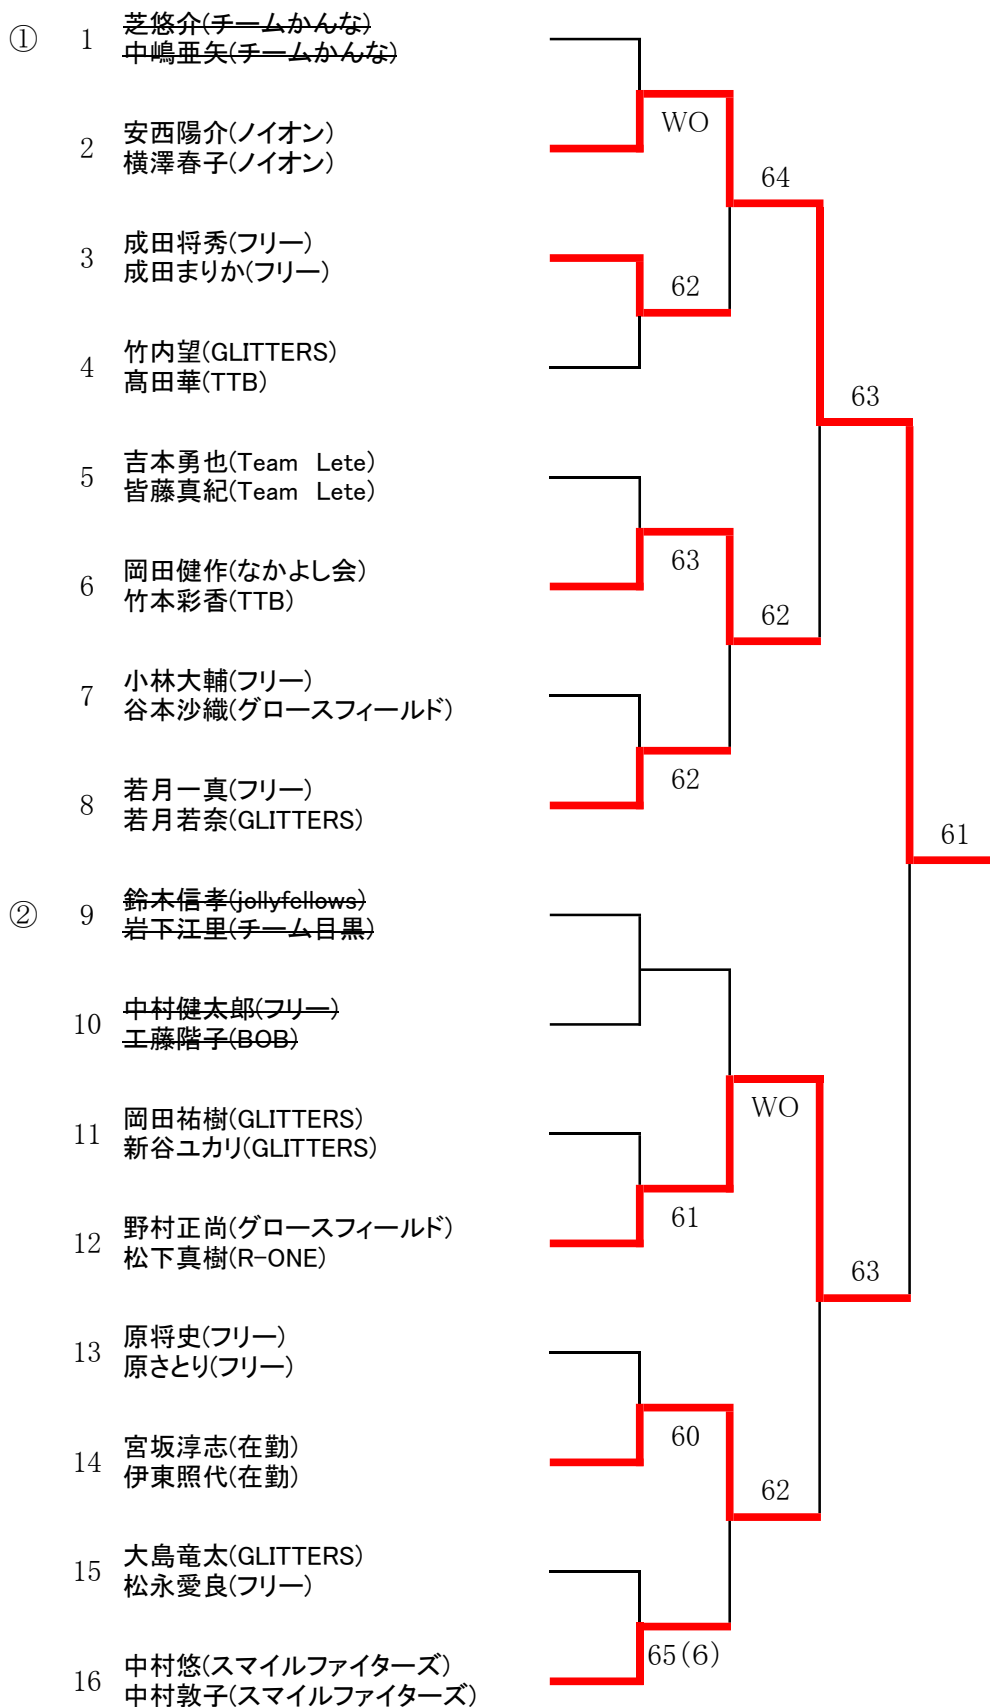 ① 1 芝悠介(チームかんな)
中嶋亜矢(チームかんな)
WO
2 安西陽介(ノイオン)
横澤春子(ノイオン)
64
3 成田将秀(フリー)
成田まりか(フリー)
62
4 竹内望(GLITTERS)
髙田華(TTB)
63
5 吉本勇也(Team Lete)
皆藤真紀(Team Lete)
63
6 岡田健作(なかよし会)
竹本彩香(TTB)
62
7 小林大輔(フリー)
谷本沙織(グロースフィールド)
62
8 若月一真(フリー)
若月若奈(GLITTERS)
61
② 9 鈴木信孝(jollyfellows)
岩下江里(チーム目黒)
10 中村健太郎(フリー)
工藤階子(BOB)
WO
11 岡田祐樹(GLITTERS)
新谷ユカリ(GLITTERS)
61
12 野村正尚(グロースフィールド)
松下真樹(R-ONE)
63
13 原将史(フリー)
原さとり(フリー)
60
14 宮坂淳志(在勤)
伊東照代(在勤)
62
15 大島竜太(GLITTERS)
松永愛良(フリー)
65(6)
16 中村悠(スマイルファイターズ)
中村敦子(スマイルファイターズ)